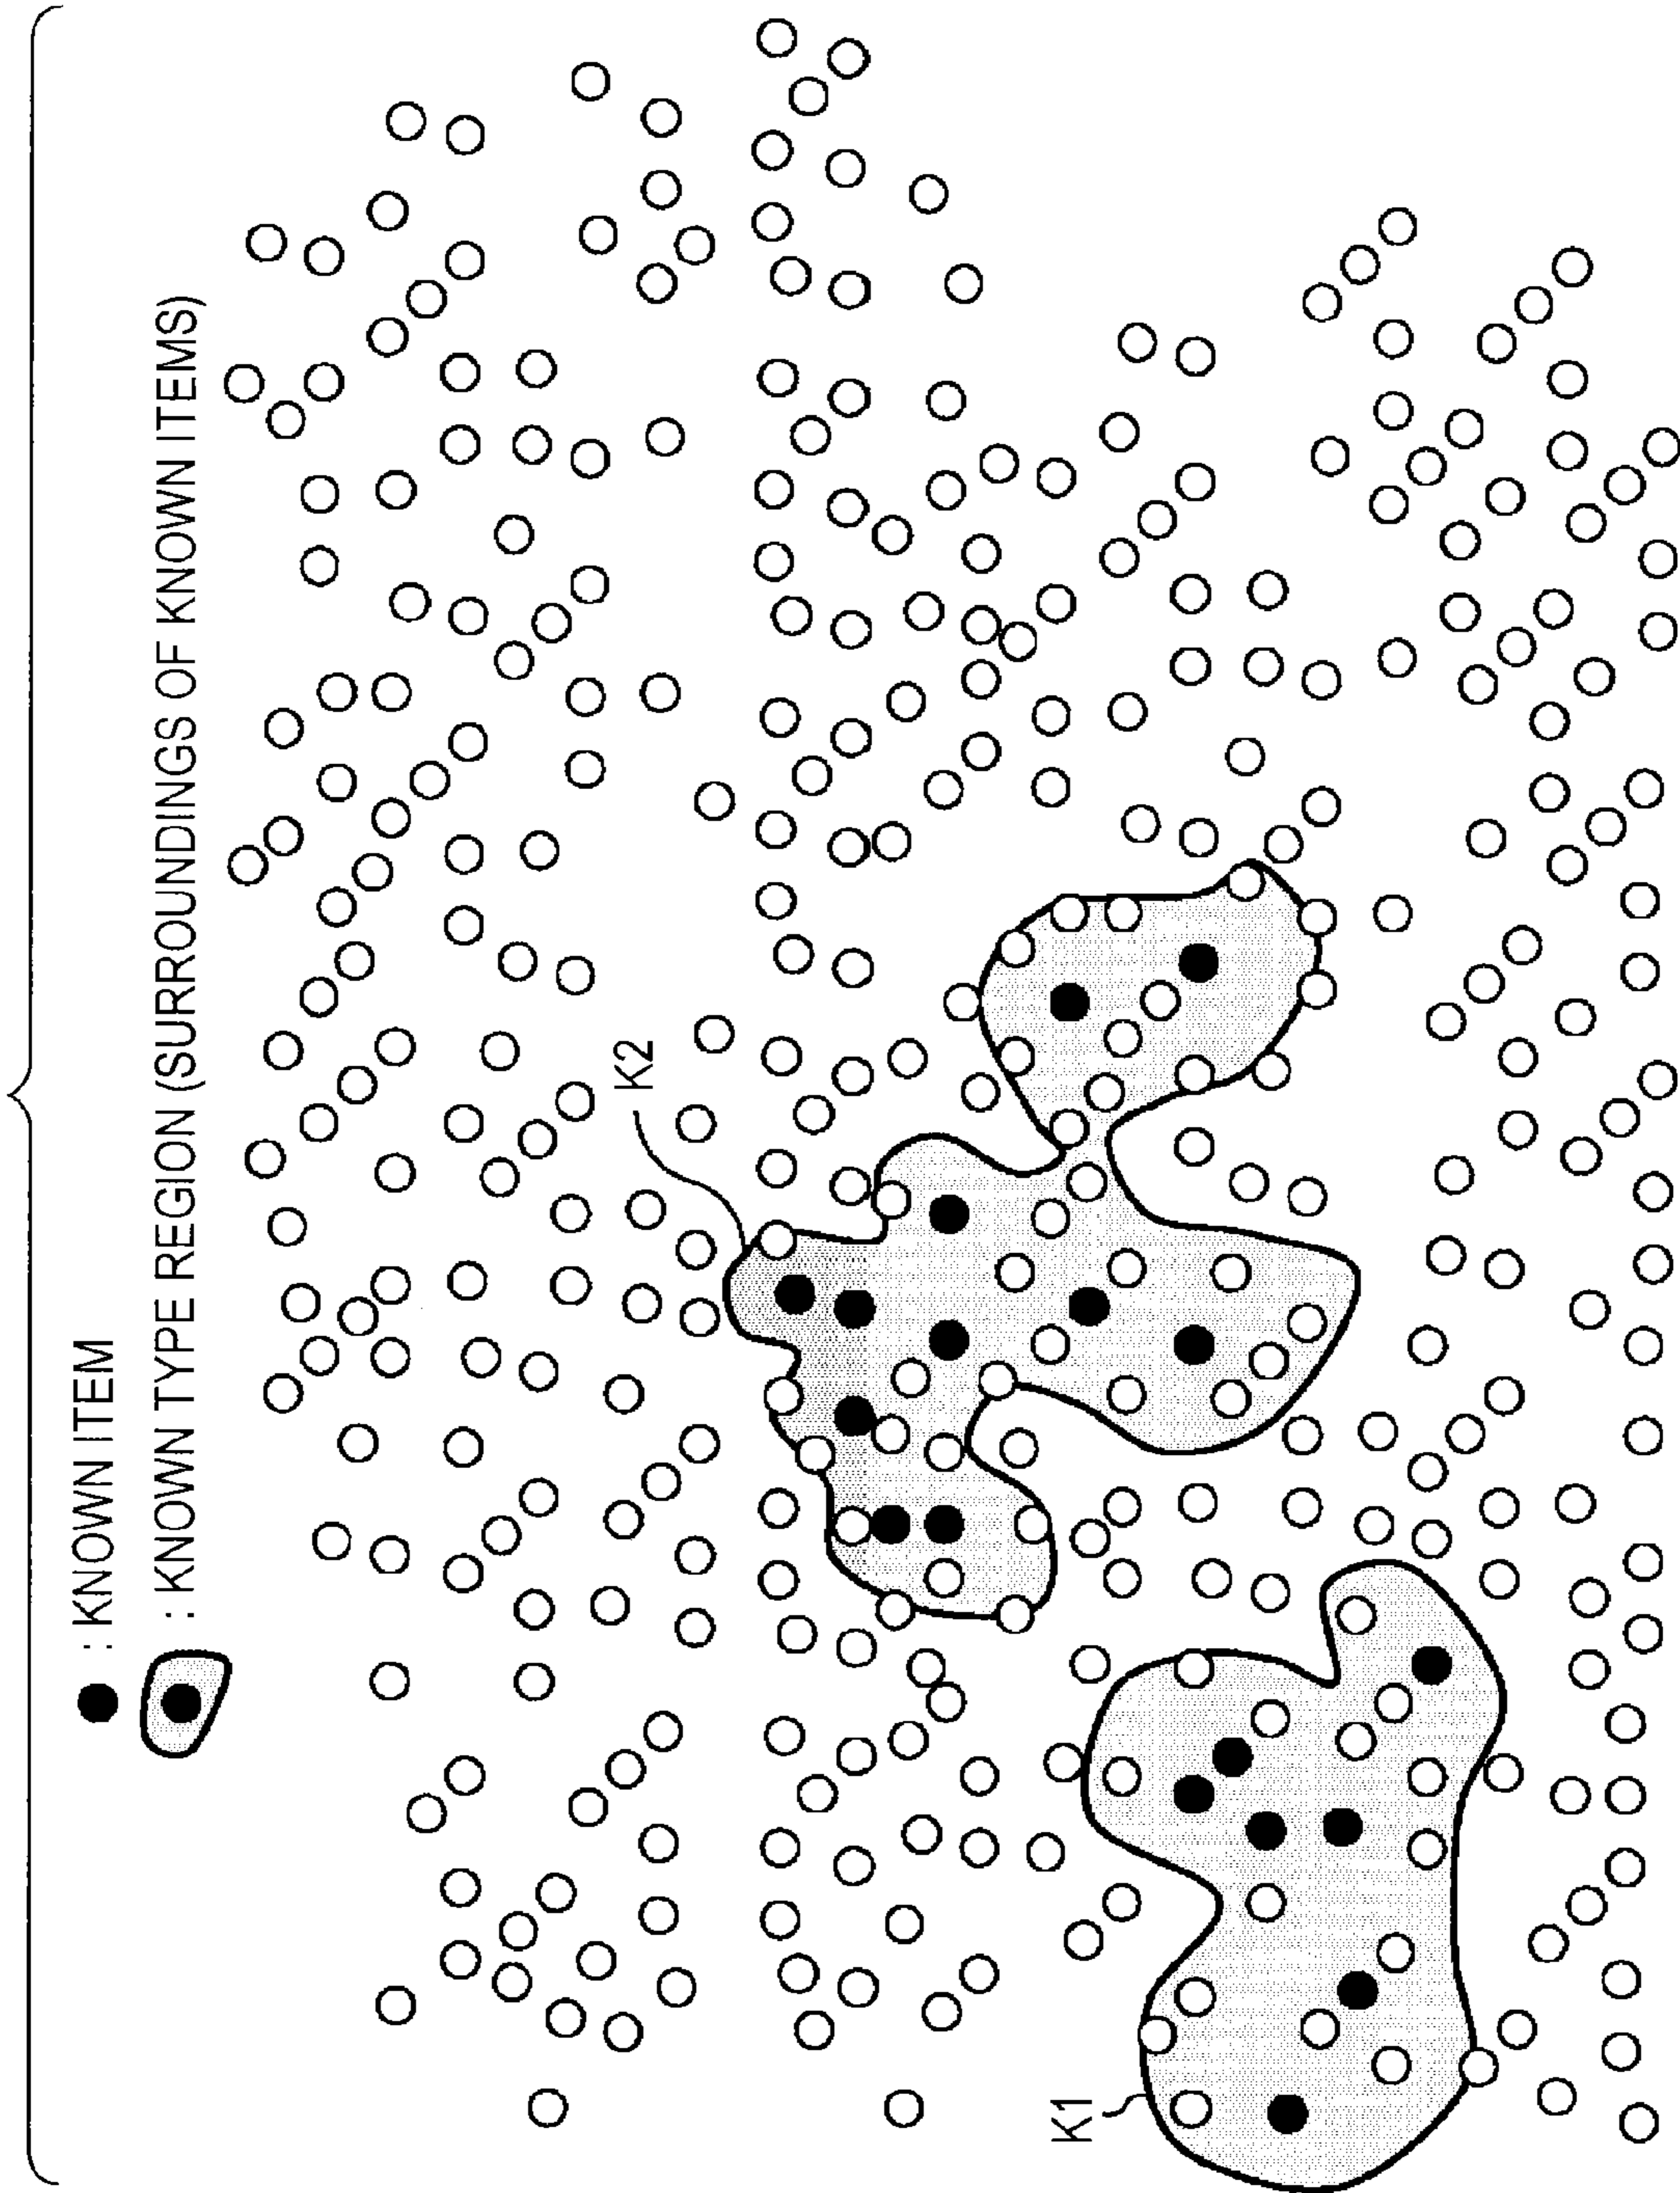 : KNOWN ITEM
: KNOWN TYPE REGION (SURROUNDINGS OF KNOWN ITEMS)
K2
K1